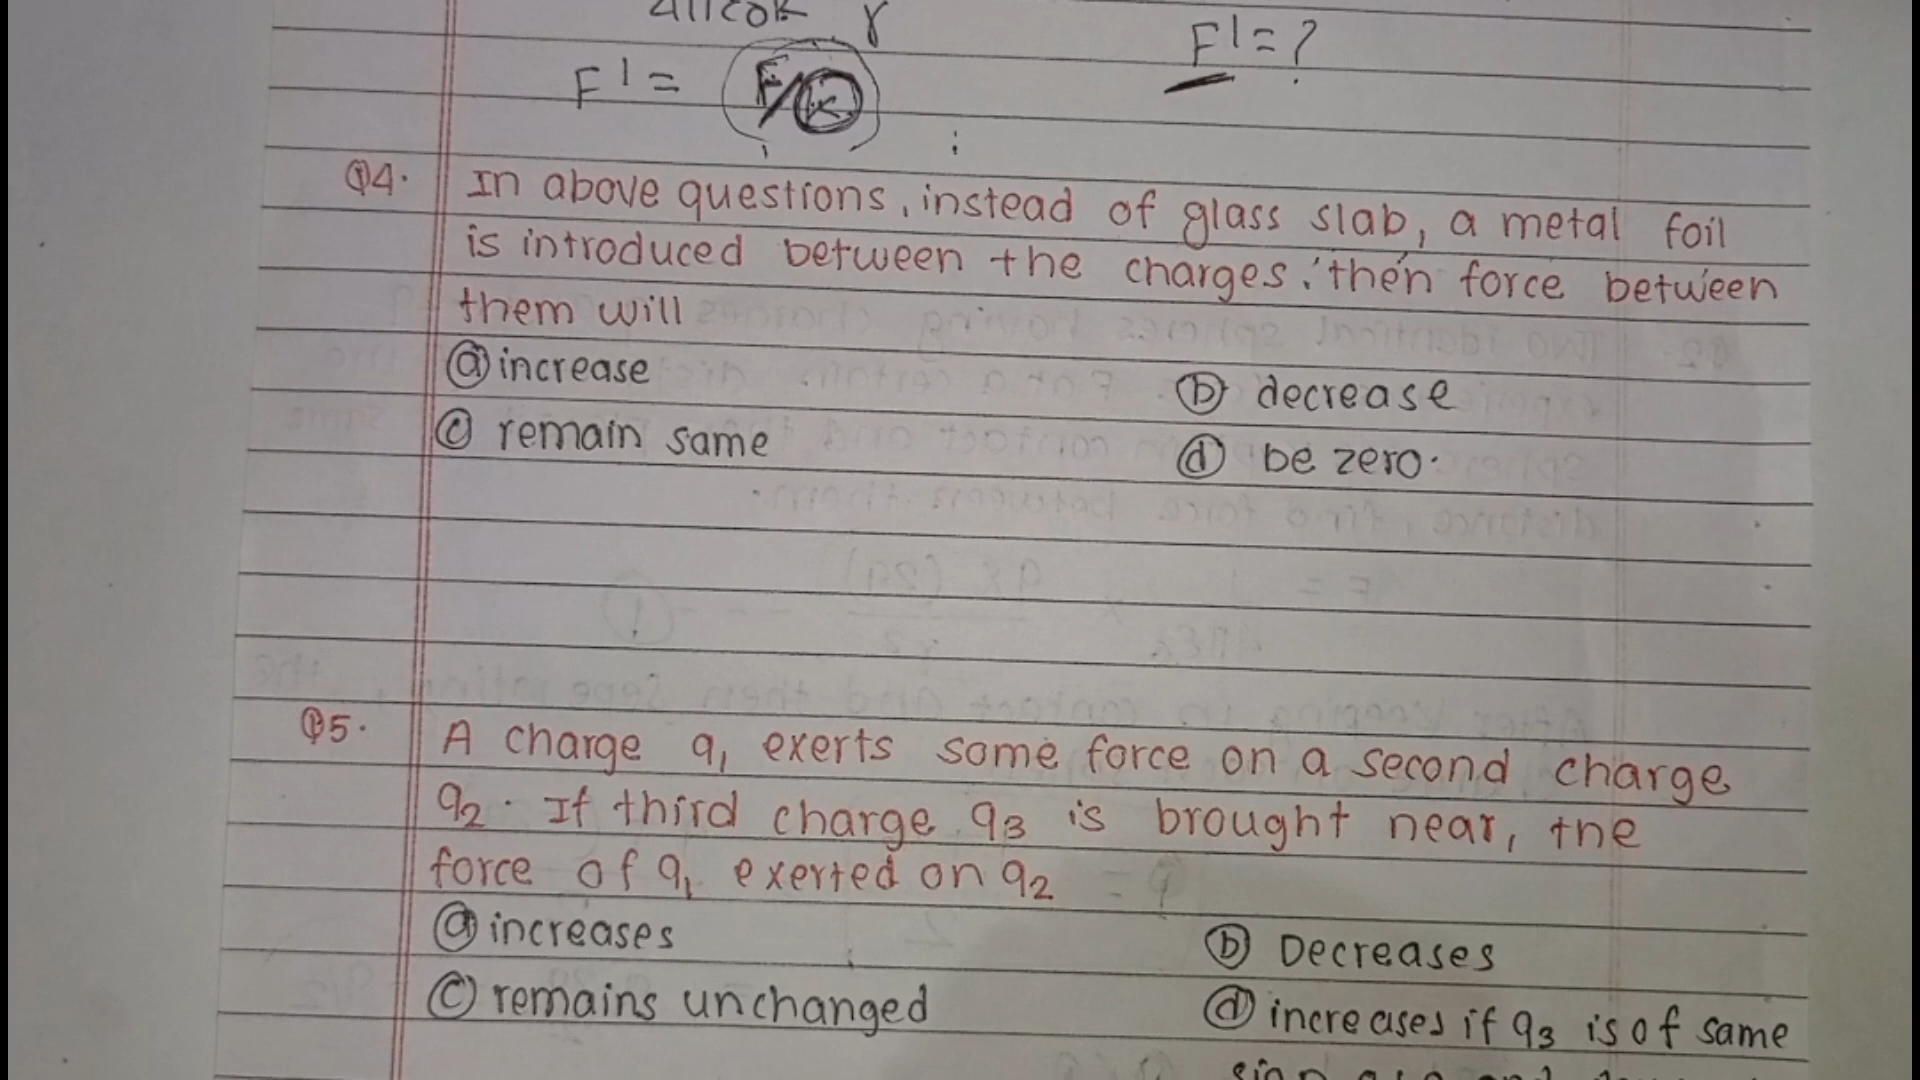 r
F' = ?
F' = F/K
Q4. In above questions, instead of glass slab, a metal foil
is introduced between the charges. then force between
them will
(a) increase
(b) decrease
(c) remain same
(d) be zero.
Q5. A charge q₁ exerts some force on a second charge
q₂. If third charge q₃ is brought near, the
force of q₁ exerted on q₂
(a) increases
(b) Decreases
(c) remains unchanged
(d) increases if q₃ is of same